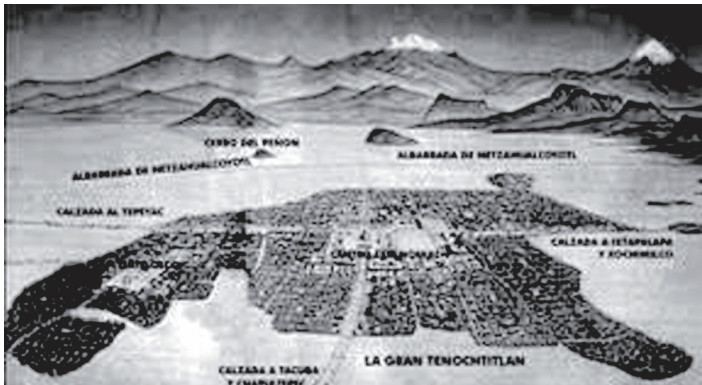 CERRO DEL PEÑON
ALBARRADA DE NETZAHUALCOYOTL
ALBARRADA DE NETZAHUALCOYOTL
CALZADA AL TEPEYAC
CALZADA A IZTAPALAPA
Y XOCHIMILCO
LA GRAN TENOCHTITLAN
CALZADA A TACUBA
Y CHAPULTEPEC